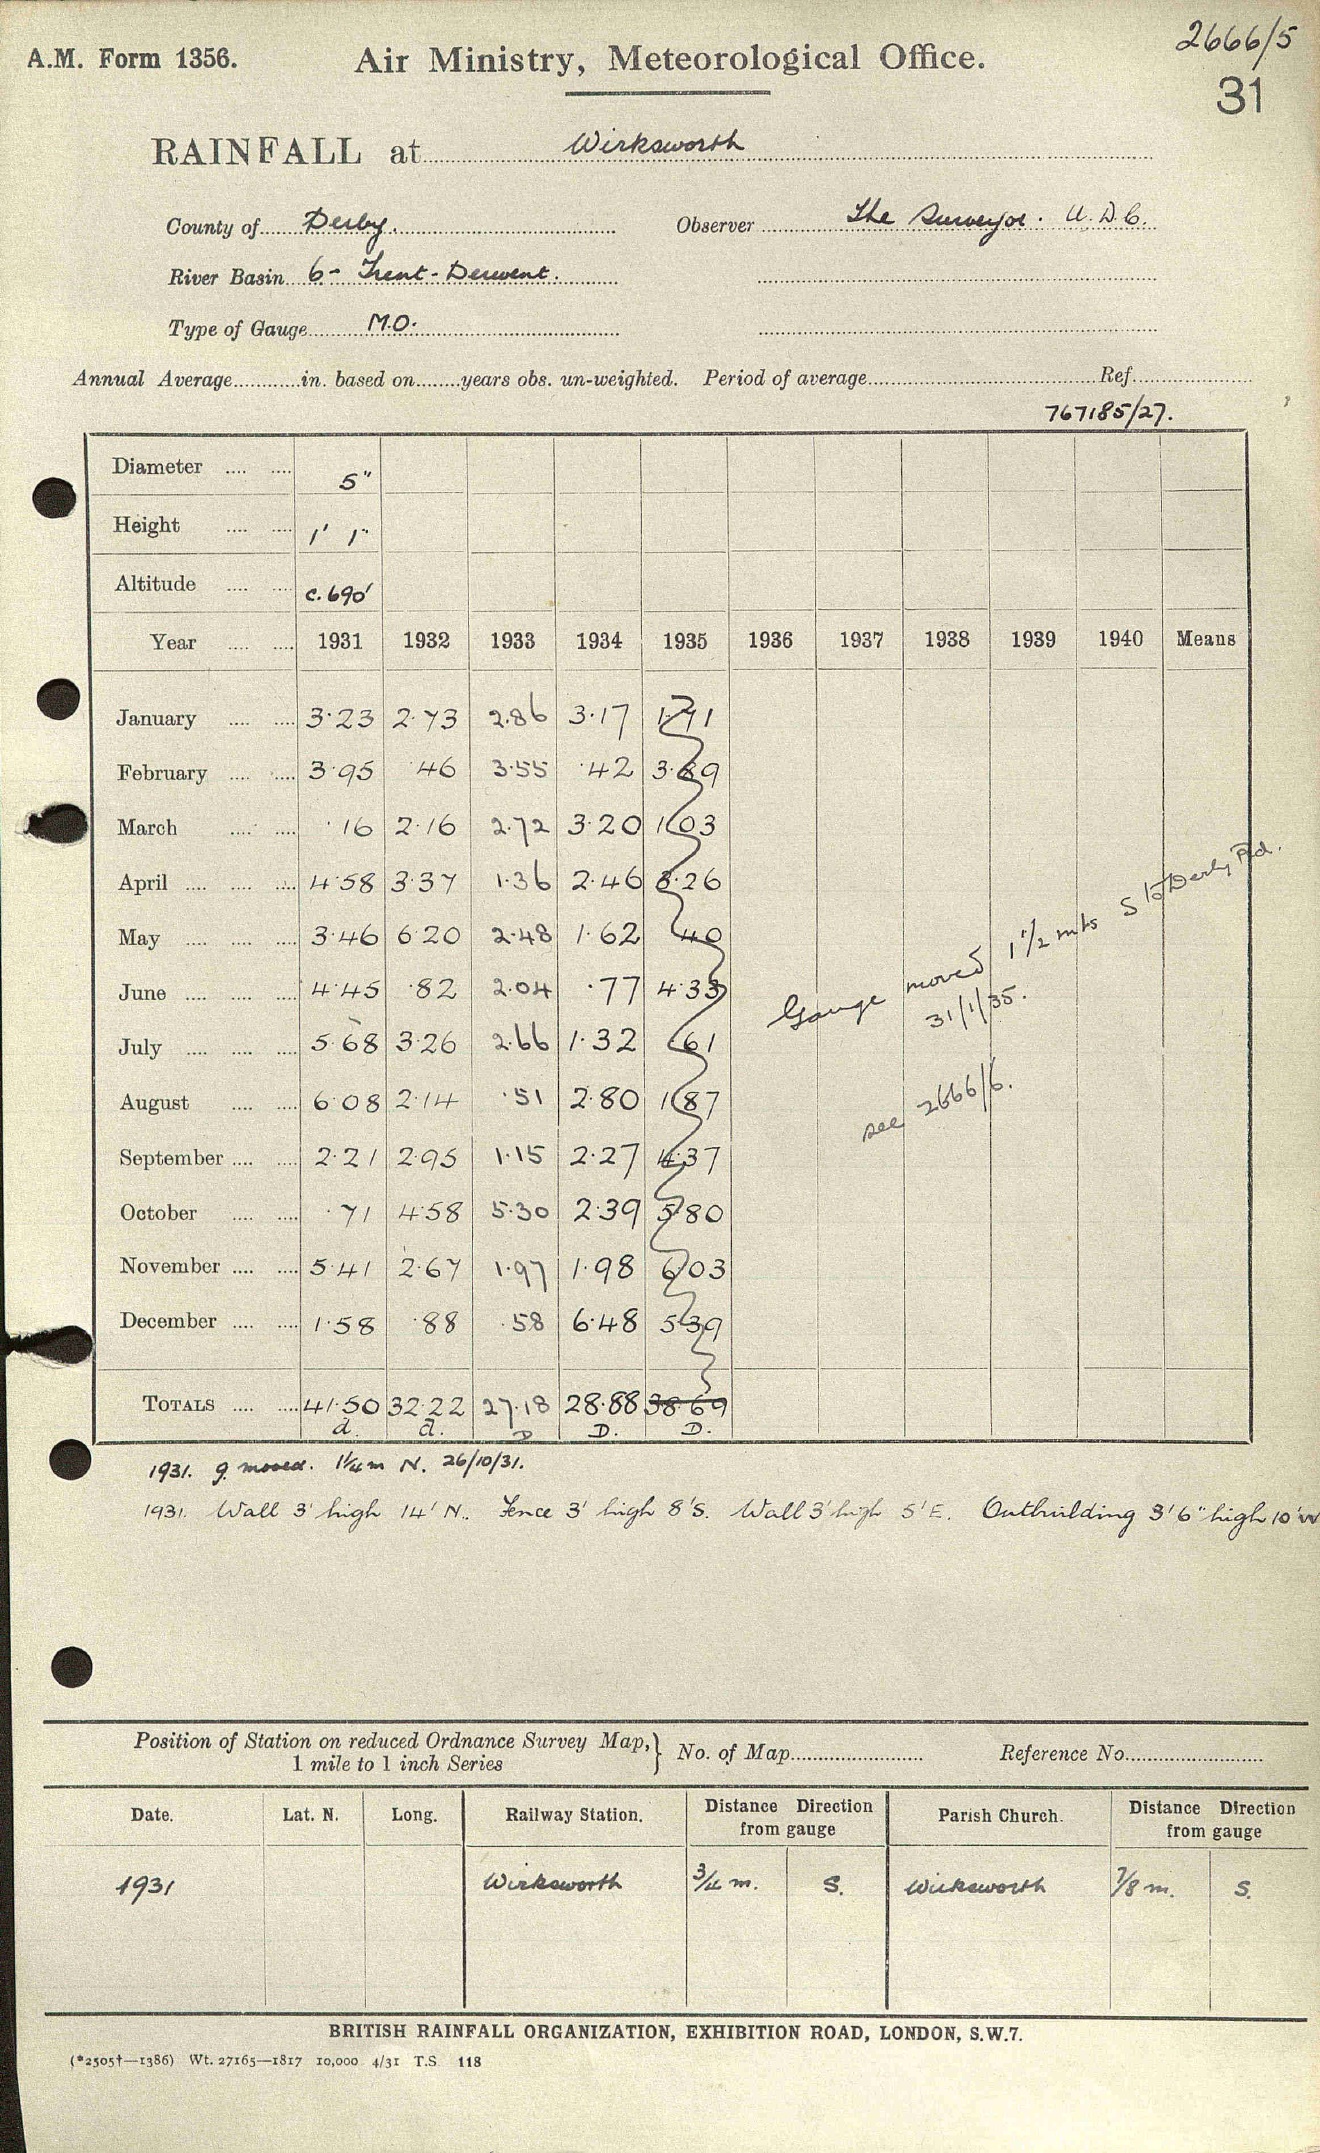 2666/5
A.M. Form 1356. Air Ministry, Meteorological Office.
31
RAINFALL at Wirksworth
County of Derby. Observer The Surveyor. U.D.C.
River Basin 6 - Trent-Derwent.
Type of Gauge M.O.
Annual Average in. based on years obs. un-weighted. Period of average Ref.
767185/27.
Diameter 5"
Height 1' 1"
Altitude c.690'
Year 1931 1932 1933 1934 1935 1936 1937 1938 1939 1940 Means
January 3·23 2·73 2.86 3·17 1·71
February 3·95 ·46 3·55 ·42 3·89
March ·16 2·16 2.72 3·20 1·03
April 4·58 3·37 1·36 2·46 3·26
May 3·46 6·20 2·48 1·62 ·40
June 4·45 ·82 2·04 ·77 4·33
July 5·68 3·26 2.66 1·32 ·61
August 6·08 2·14 ·51 2·80 1·87
September 2·21 2·95 1·15 2·27 4·37
October ·71 4·58 5·30 2·39 5·80
November 5·41 2·67 1·97 1·98 6·03
December 1·58 ·88 ·58 6·48 5·39
TOTALS 41·50 32·22 27·18 28·88 38·69
d. d. D D. D.
Gauge moved 1 1/2 mls S to Derby Rd.
31/1/35.
see 2666/6.
1931. g. moved. 1¼ m N. 26/10/31.
1931. Wall 3' high 14' N. Fence 3' high 8' S. Wall 3' high 5' E. Outbuilding 3' 6" high 10' W
Position of Station on reduced Ordnance Survey Map, 1 mile to 1 inch Series } No. of Map Reference No.
Date. Lat. N. Long. Railway Station. Distance Direction from gauge Parish Church. Distance Direction from gauge
1931 Wirksworth 3/4 m. S. Wirksworth 7/8 m. S.
BRITISH RAINFALL ORGANIZATION, EXHIBITION ROAD, LONDON, S.W.7.
(*2505†—1386) Wt. 27165—1817 10,000 4/31 T.S 118